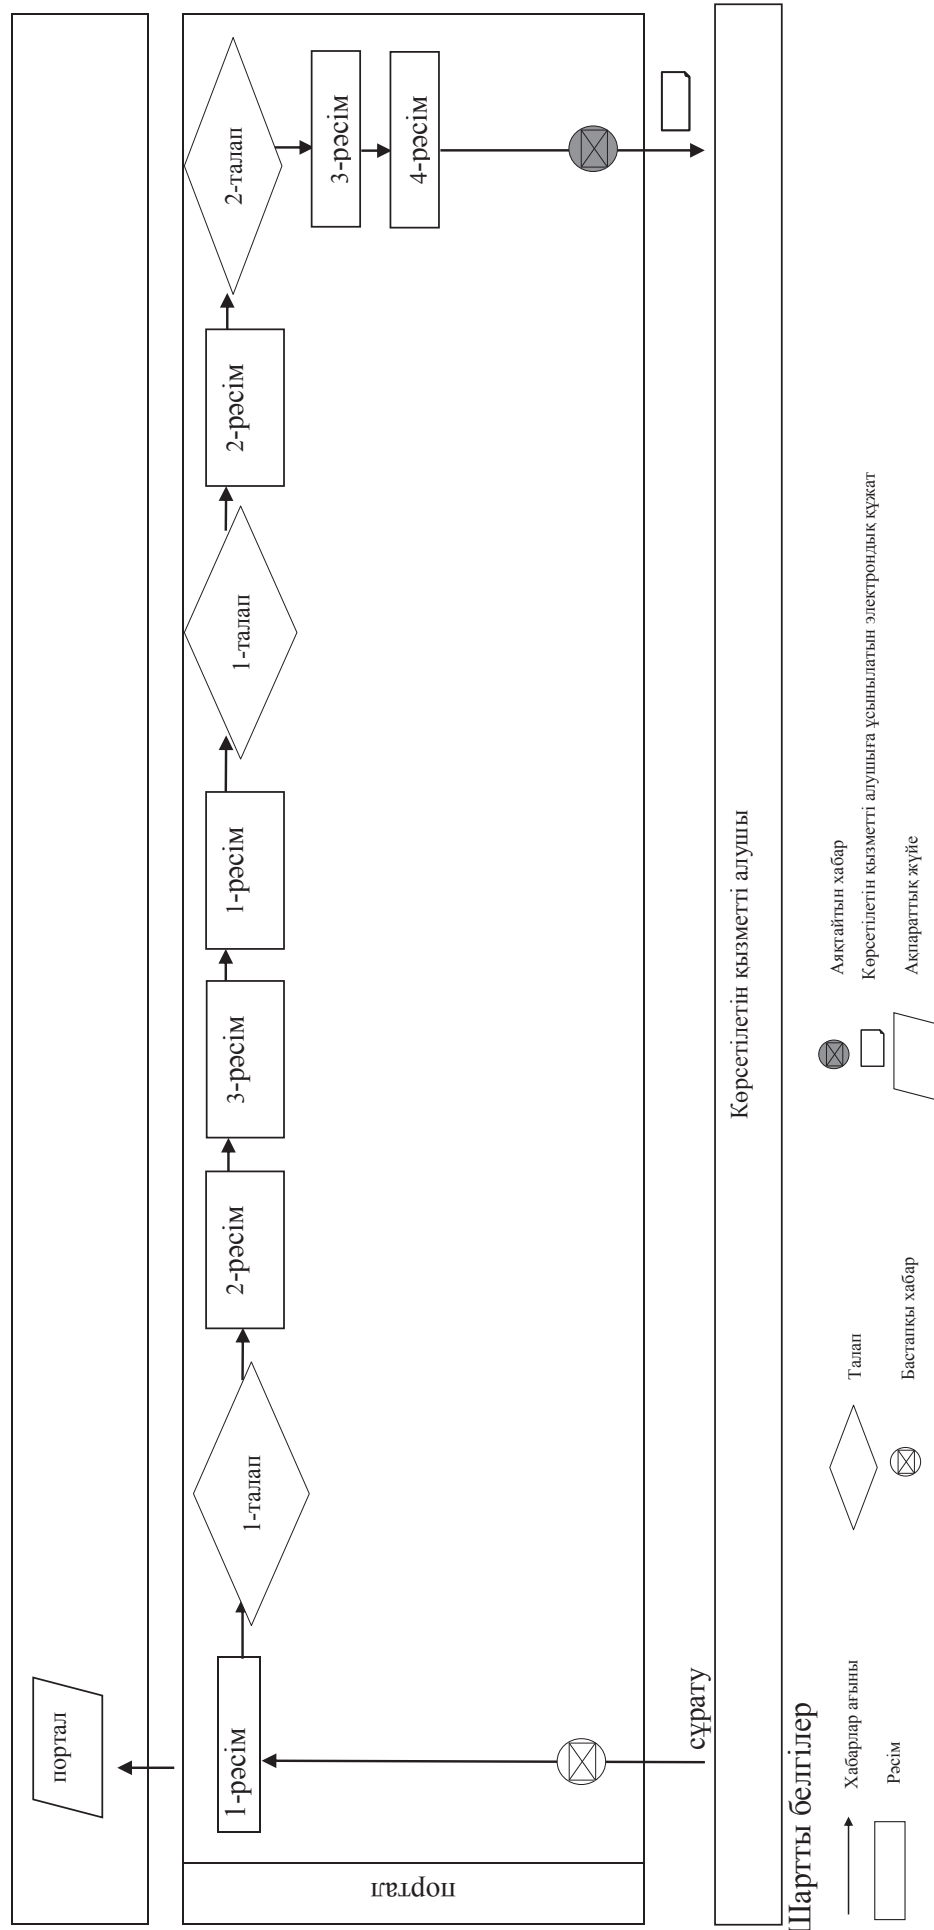 портал
портал
1-рәсім
1-талап
2-рәсім
3-рәсім
1-рәсім
1-талап
2-рәсім
2-талап
3-рәсім
4-рәсім
сұрату
Көрсетілетін қызметті алушы
Шартты белгілер
Хабарлар ағыны
Талап
Аяқтайтын хабар
Көрсетілетін қызметті алушыға ұсынылатын электрондық құжат
Рәсім
Бастапқы хабар
Ақпараттық жүйе